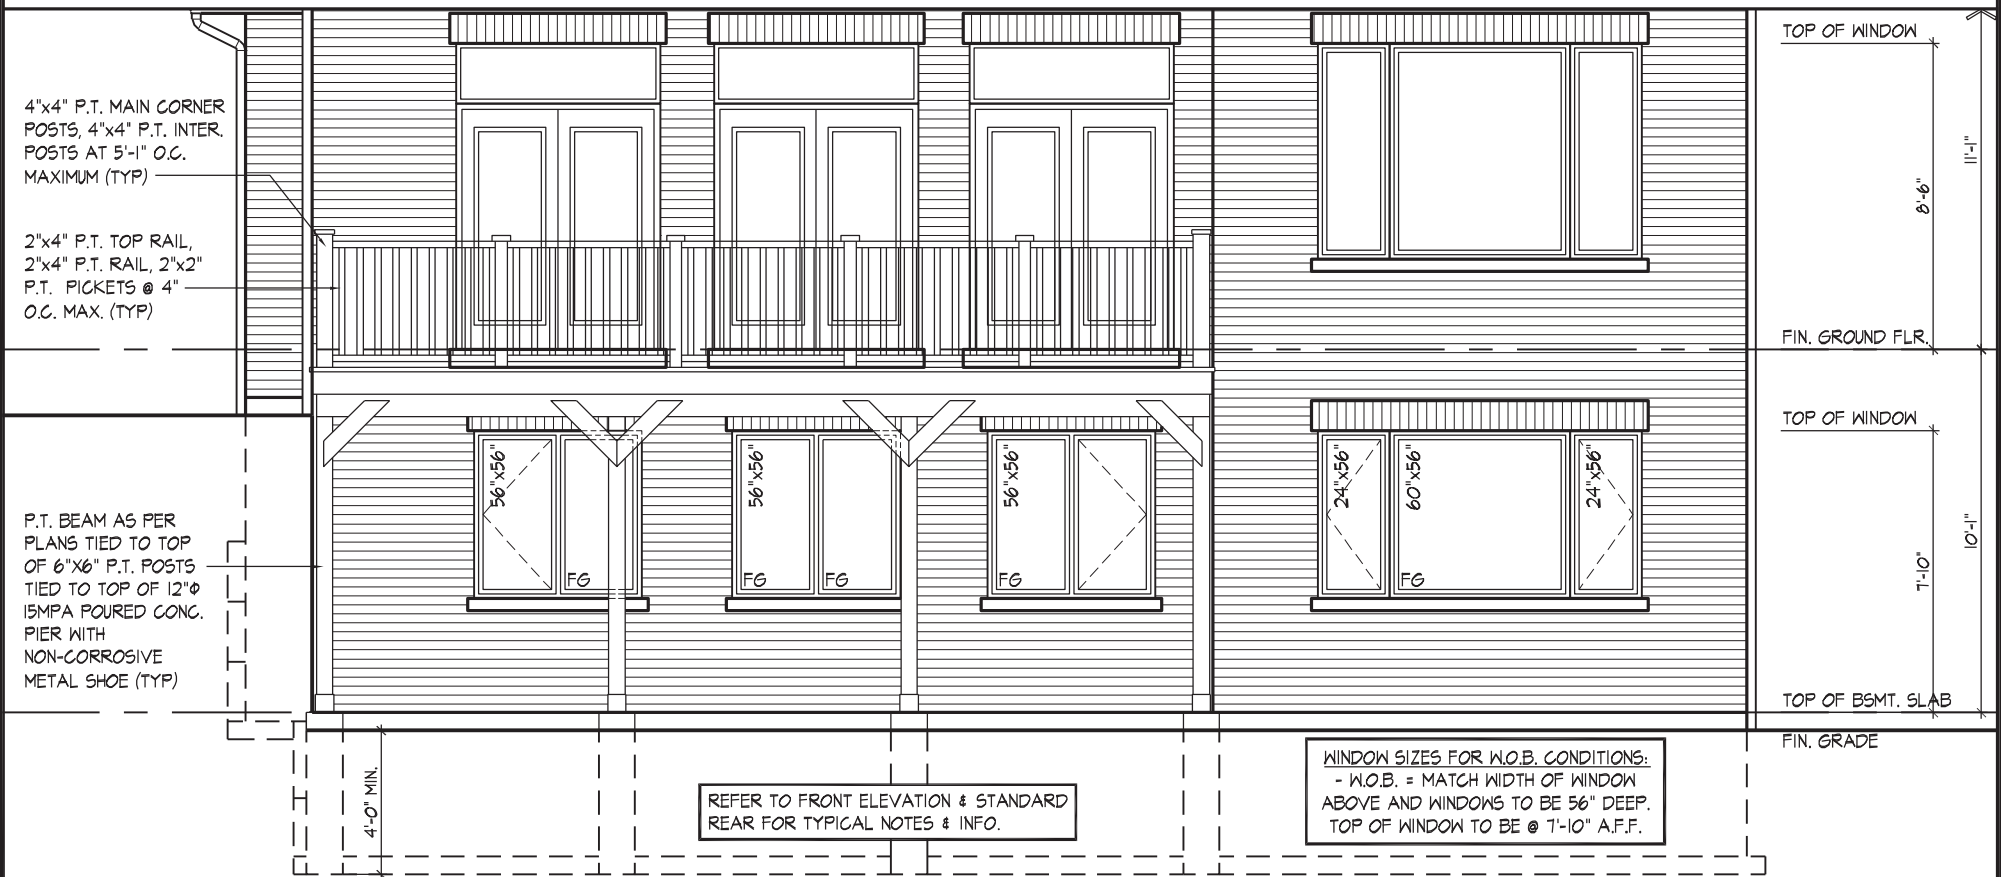 4"x4" P.T. MAIN CORNER
POSTS, 4"x4" P.T. INTER.
POSTS AT 5'-1" O.C.
MAXIMUM (TYP)
2"x4" P.T. TOP RAIL,
2"x4" P.T. RAIL, 2"x2"
P.T. PICKETS @ 4"
O.C. MAX. (TYP)
P.T. BEAM AS PER
PLANS TIED TO TOP
OF 6"X6" P.T. POSTS
TIED TO TOP OF 12"Φ
15MPA POURED CONC.
PIER WITH
NON-CORROSIVE
METAL SHOE (TYP)
56"x56"
FG
56"x56"
FG
FG
56"x56"
FG
24"x56"
60"x56"
FG
24"x56"
TOP OF WINDOW
11'-1"
8'-6"
FIN. GROUND FLR.
TOP OF WINDOW
10'-1"
7'-10"
TOP OF BSMT. SLAB
FIN. GRADE
4'-0" MIN.
REFER TO FRONT ELEVATION & STANDARD
REAR FOR TYPICAL NOTES & INFO.
WINDOW SIZES FOR W.O.B. CONDITIONS:
- W.O.B. = MATCH WIDTH OF WINDOW
ABOVE AND WINDOWS TO BE 56" DEEP.
TOP OF WINDOW TO BE @ 7'-10" A.F.F.